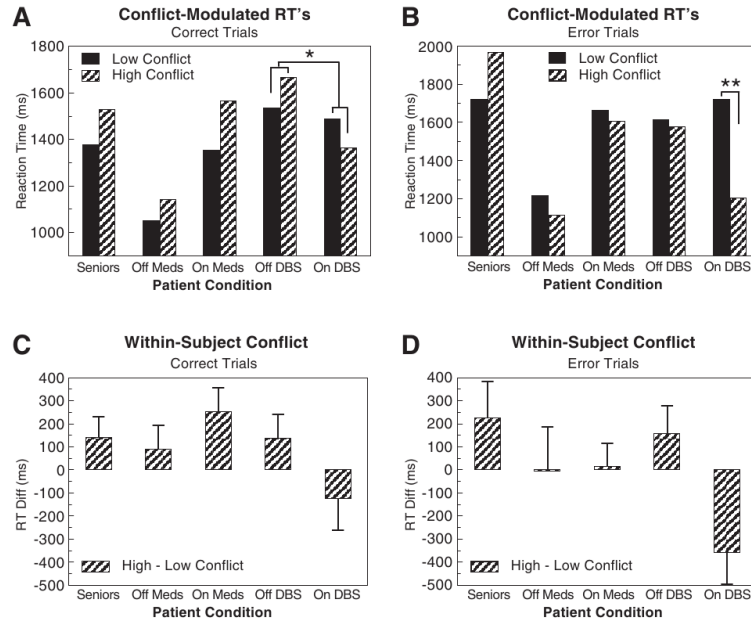 A
Conflict-Modulated RT's
Correct Trials
Low Conflict
High Conflict
*
Reaction Time (ms)
1800
1600
1400
1200
1000
Seniors Off Meds On Meds Off DBS On DBS
Patient Condition
B
Conflict-Modulated RT's
Error Trials
Low Conflict
High Conflict
**
Reaction Time (ms)
2000
1800
1600
1400
1200
1000
Seniors Off Meds On Meds Off DBS On DBS
Patient Condition
C
Within-Subject Conflict
Correct Trials
RT Diff (ms)
400
300
200
100
0
-100
-200
-300
-400
-500
High - Low Conflict
Seniors Off Meds On Meds Off DBS On DBS
Patient Condition
D
Within-Subject Conflict
Error Trials
RT Diff (ms)
400
300
200
100
0
-100
-200
-300
-400
-500
High - Low Conflict
Seniors Off Meds On Meds Off DBS On DBS
Patient Condition